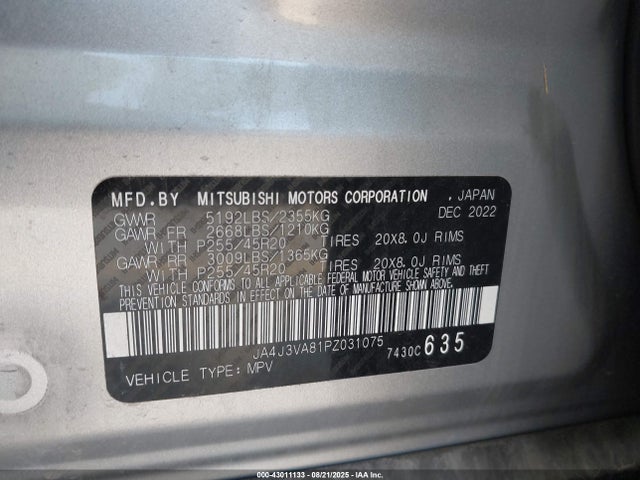 MFD.BY MITSUBISHI MOTORS CORPORATION , JAPAN
GVWR 5192LBS/2355KG DEC 2022
GAWR FR 2668LBS/1210KG
WITH P255/45R20 TIRES 20X8.0J RIMS
GAWR RR 3009LBS/1365KG
WITH P255/45R20 TIRES 20X8.0J RIMS
THIS VEHICLE CONFORMS TO ALL APPLICABLE FEDERAL MOTOR VEHICLE SAFETY AND THEFT
PREVENTION STANDARDS IN EFFECT ON THE DATE OF MANUFACTURE SHOWN ABOVE.
JA4J3VA81PZ031075 7430C 635
VEHICLE TYPE: MPV
000-43011133 - 08/21/2025 - IAA Inc.